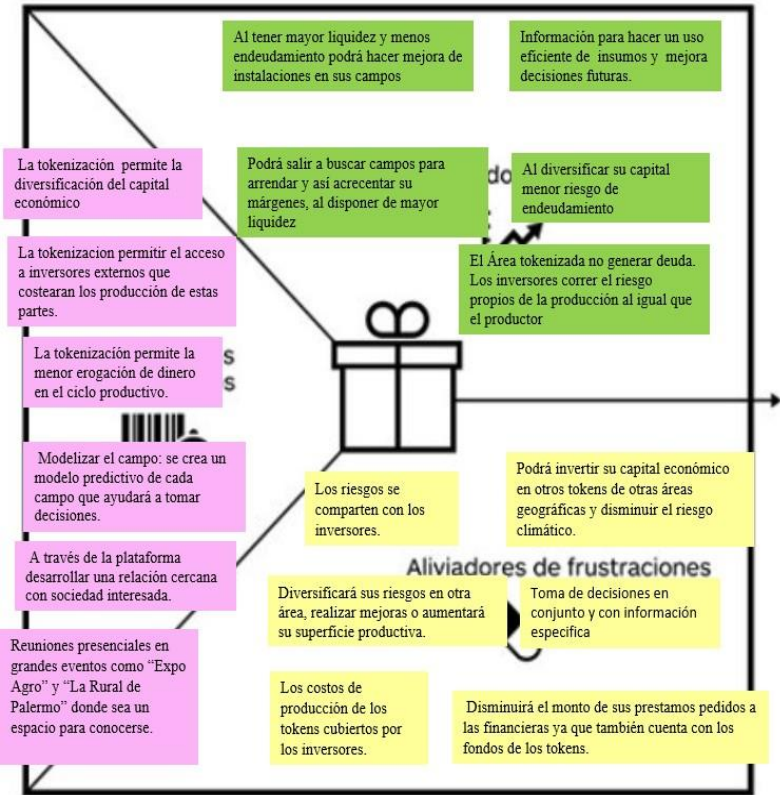 Al tener mayor liquidez y menos
endeudamiento podrá hacer mejora de
instalaciones en sus campos
Información para hacer un uso
eficiente de insumos y mejora
decisiones futuras.
La tokenización permite la
diversificación del capital
económico
Podrá salir a buscar campos para
arrendar y así acrecentar su
márgenes, al disponer de mayor
liquidez
do
Al diversificar su capital
menor riesgo de
endeudamiento
La tokenizacion permitir el acceso
a inversores externos que
costearan los producción de estas
partes.
El Área tokenizada no generar deuda.
Los inversores correr el riesgo
propios de la producción al igual que
el productor
La tokenización permite la
menor erogación de dinero
en el ciclo productivo.
s
s
Modelizar el campo: se crea un
modelo predictivo de cada
campo que ayudará a tomar
decisiones.
Los riesgos se
comparten con los
inversores.
Podrá invertir su capital económico
en otros tokens de otras áreas
geográficas y disminuir el riesgo
climático.
A través de la plataforma
desarrollar una relación cercana
con sociedad interesada.
Aliviadores de frustraciones
Diversificará sus riesgos en otra
área, realizar mejoras o aumentará
su superficie productiva.
Toma de decisiones en
conjunto y con información
especifica
Reuniones presenciales en
grandes eventos como “Expo
Agro” y “La Rural de
Palermo” donde sea un
espacio para conocerse.
Los costos de
producción de los
tokens cubiertos por
los inversores.
Disminuirá el monto de sus prestamos pedidos a
las financieras ya que también cuenta con los
fondos de los tokens.